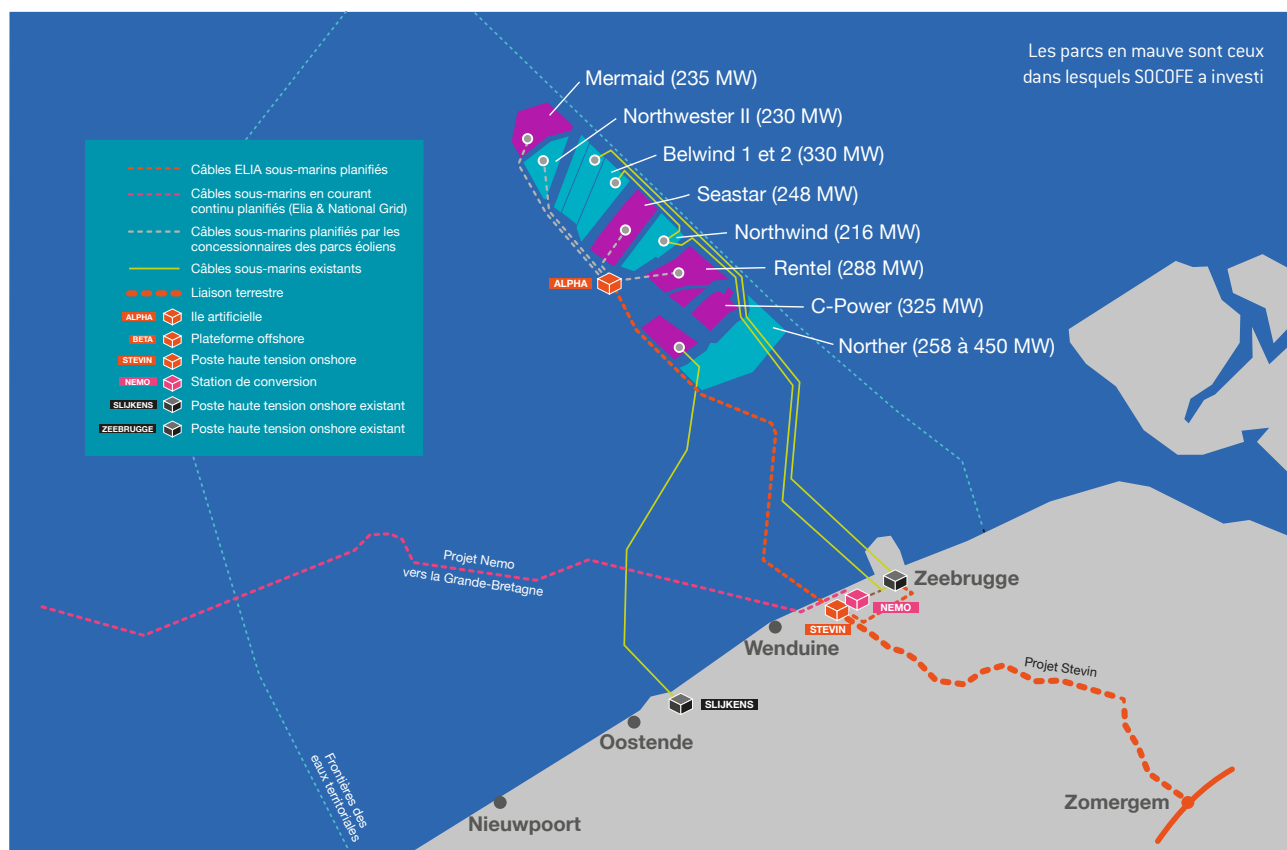 Les parcs en mauve sont ceux
dans lesquels SOCOFE a investi
Mermaid (235 MW)
Northwester II (230 MW)
Belwind 1 et 2 (330 MW)
Seastar (248 MW)
Northwind (216 MW)
Rentel (288 MW)
C-Power (325 MW)
Norther (258 à 450 MW)
Câbles ELIA sous-marins planifiés
Câbles sous-marins en courant
continu planifiés (Elia & National Grid)
Câbles sous-marins planifiés par les
concessionnaires des parcs éoliens
Câbles sous-marins existants
Liaison terrestre
ALPHA Ile artificielle
BETA Plateforme offshore
STEVIN Poste haute tension onshore
NEMO Station de conversion
SLIJKENS Poste haute tension onshore existant
ZEEBRUGGE Poste haute tension onshore existant
ALPHA
Projet Nemo
vers la Grande-Bretagne
Zeebrugge
NEMO
STEVIN
Wenduine
Projet Stevin
SLIJKENS
Oostende
Frontières des
eaux territoriales
Nieuwpoort
Zomergem